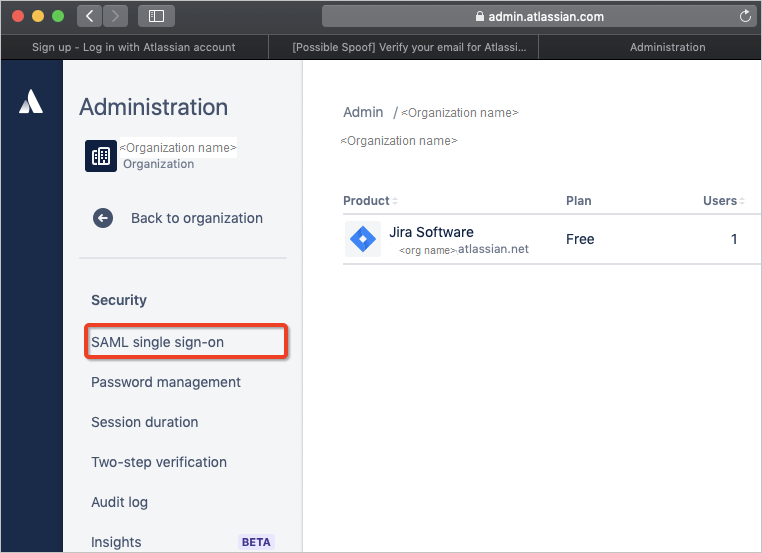 admin.atlassian.com
Sign up - Log in with Atlassian account
[Possible Spoof] Verify your email for Atlassi...
Administration
Administration
<Organization name>
Organization
Back to organization
Security
SAML single sign-on
Password management
Session duration
Two-step verification
Audit log
Insights BETA
Admin / <Organization name>
<Organization name>
Product Plan Users
Jira Software Free 1
<org name>.atlassian.net